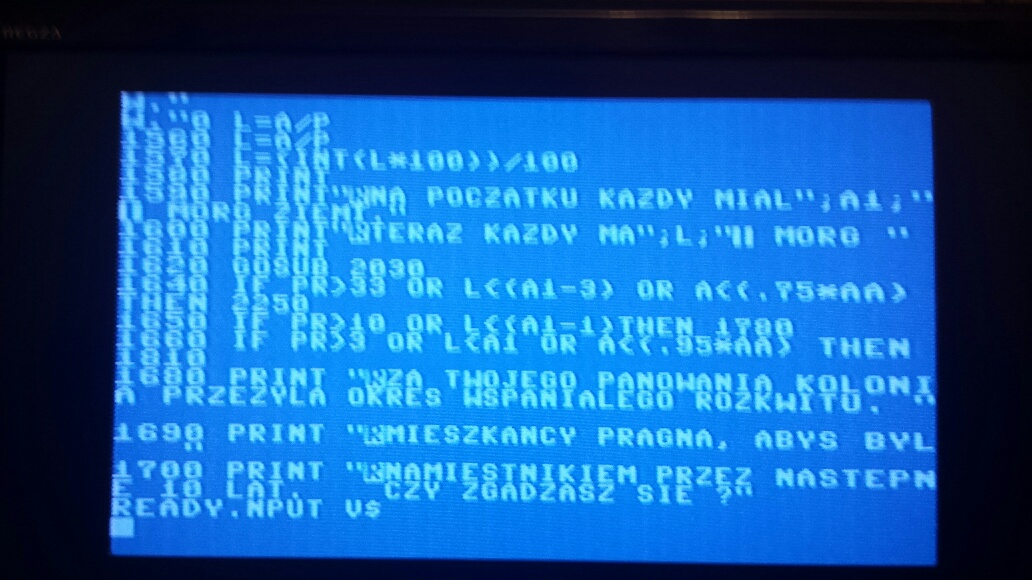 W."
W."0 L=A/P
1560 L=A/P
1570 L=(INT(L*100))/100
1580 PRINT
1590 PRINT"NA POCZATKU KAZDY MIAL";A1;"
MORG ZIEMI."
1600 PRINT"TERAZ KAZDY MA";L;" MORG "
1610 PRINT
1620 GOSUB 2030
1630 IF PR>33 OR L<(A1-3) OR A<(.75*AA)
THEN 2250
1650 IF PR>10 OR L<(A1-1)THEN 1780
1660 IF PR>3 OR L<A1 OR A<(.95*AA) THEN
1810
1680 PRINT "ZA TWOJEGO PANOWANIA KOLONI
A PRZEZYLA OKRES WSPANIALEGO ROZKWITU. "
1690 PRINT "MIESZKANCY PRAGNA, ABYS BYL
"
1700 PRINT "NAMIESTNIKIEM PRZEZ NASTEPN
E 10 LAT. CZY ZGADZASZ SIE ?"
READY.NPUT V$